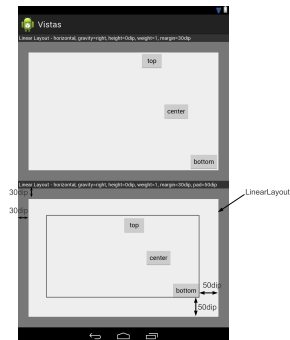 Vistas
Linear Layout - horizontal, gravity=right, height=0dip, weight=1, margin=30dip
top
center
bottom
Linear Layout - horizontal, gravity=right, height=0dip, weight=1, margin=30dip, pad=50dip
30dip
LinearLayout
30dip
top
center
50dip
bottom
50dip